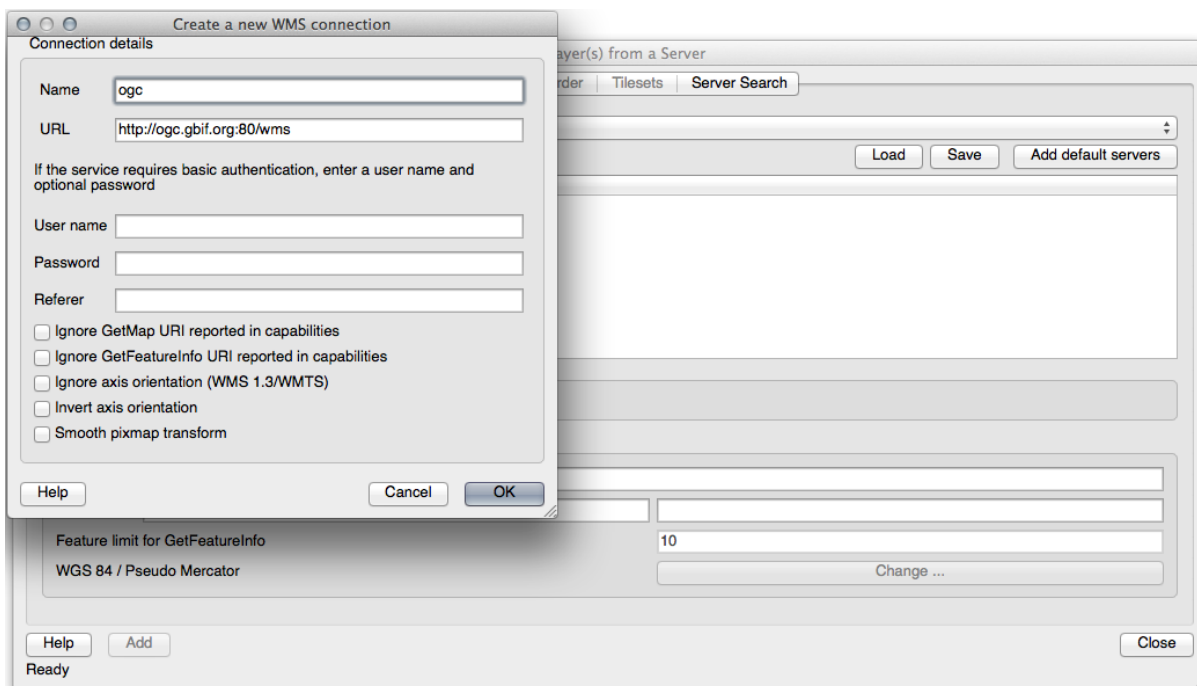 Create a new WMS connection
Connection details
Name
ogc
URL
http://ogc.gbif.org:80/wms
If the service requires basic authentication, enter a user name and
optional password
User name
Password
Referer
Ignore GetMap URI reported in capabilities
Ignore GetFeatureInfo URI reported in capabilities
Ignore axis orientation (WMS 1.3/WMTS)
Invert axis orientation
Smooth pixmap transform
Help
Cancel
OK
ayer(s) from a Server
rder
Tilesets
Server Search
Load
Save
Add default servers
Feature limit for GetFeatureInfo
10
WGS 84 / Pseudo Mercator
Change ...
Help
Add
Close
Ready